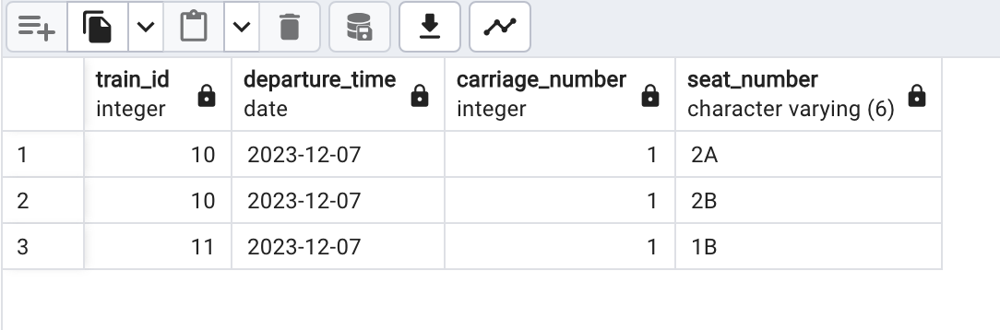 train_id departure_time carriage_number seat_number
integer date integer character varying (6)
1 10 2023-12-07 1 2A
2 10 2023-12-07 1 2B
3 11 2023-12-07 1 1B